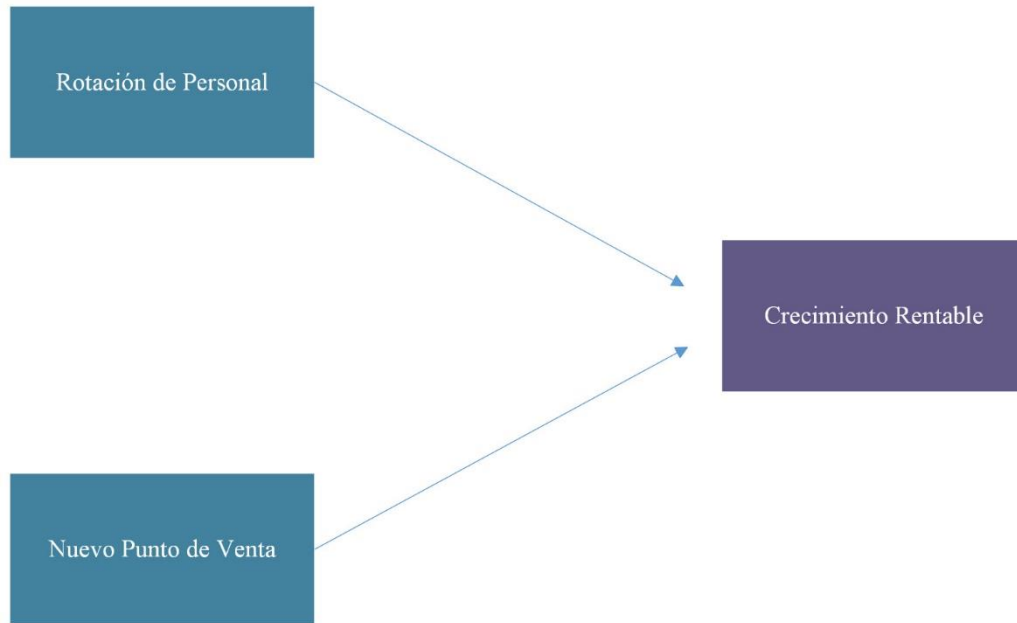 Rotación de Personal
Crecimiento Rentable
Nuevo Punto de Venta